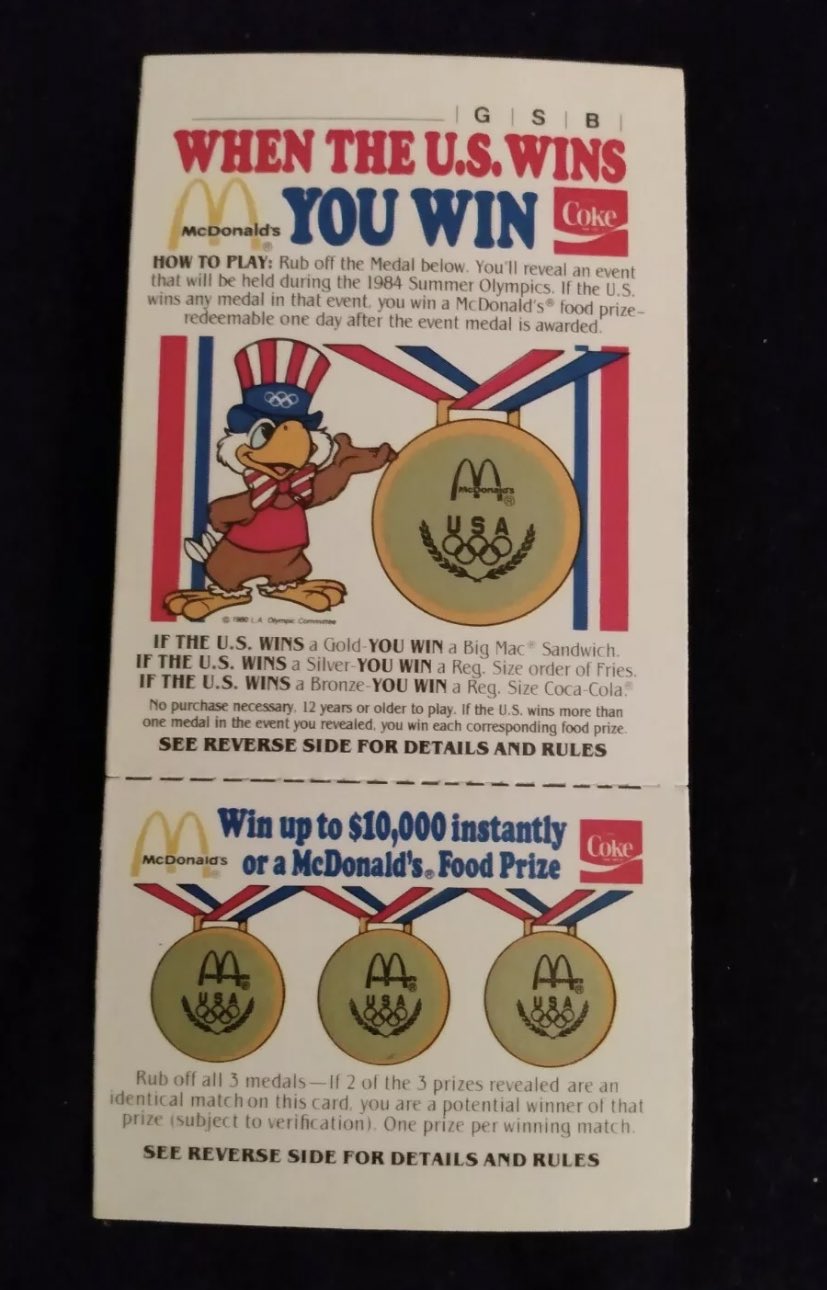 G | S | B |
WHEN THE U.S. WINS
McDonald's® YOU WIN Coke
HOW TO PLAY: Rub off the Medal below. You'll reveal an event
that will be held during the 1984 Summer Olympics. If the U.S.
wins any medal in that event, you win a McDonald's® food prize–
redeemable one day after the event medal is awarded.
McDonald's®
USA
© 1980 L.A. Olympic Committee
IF THE U.S. WINS a Gold-YOU WIN a Big Mac® Sandwich.
IF THE U.S. WINS a Silver-YOU WIN a Reg. Size order of Fries.
IF THE U.S. WINS a Bronze-YOU WIN a Reg. Size Coca-Cola.®
No purchase necessary. 12 years or older to play. If the U.S. wins more than
one medal in the event you revealed, you win each corresponding food prize.
SEE REVERSE SIDE FOR DETAILS AND RULES
Win up to $10,000 instantly
McDonald's® or a McDonald's® Food Prize Coke
McDonald's® McDonald's® McDonald's®
USA USA USA
Rub off all 3 medals—If 2 of the 3 prizes revealed are an
identical match on this card, you are a potential winner of that
prize (subject to verification). One prize per winning match.
SEE REVERSE SIDE FOR DETAILS AND RULES